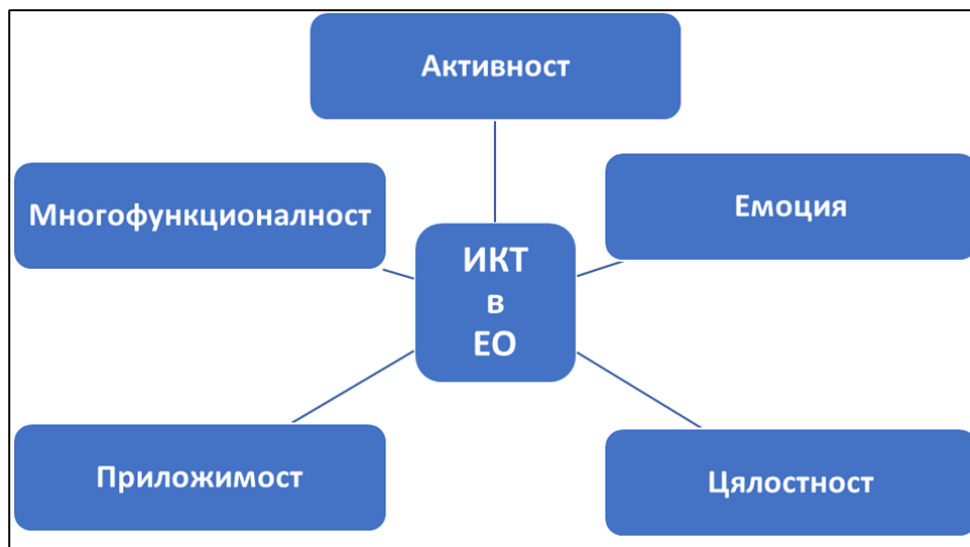 Активност
Многофункционалност
Емоция
ИКТ
в
ЕО
Приложимост
Цялостност